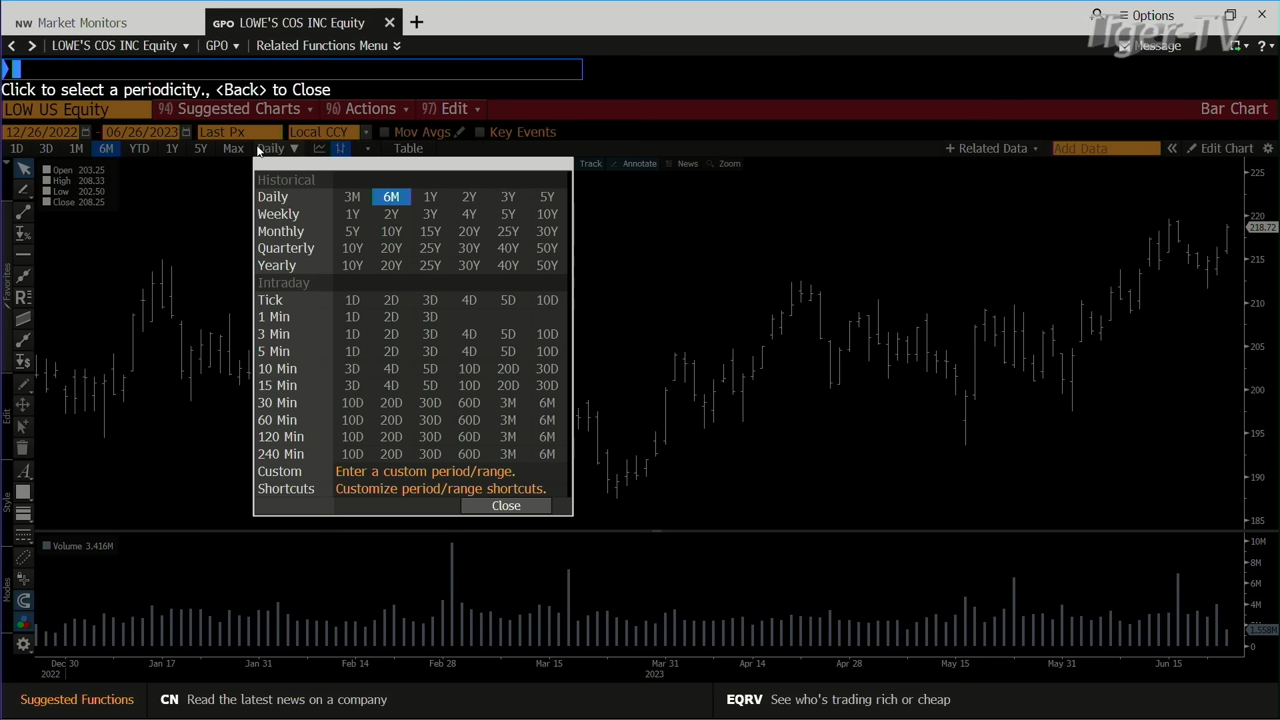 NW Market Monitors
GPO LOWE'S COS INC Equity
Options
LOWE'S COS INC Equity GPO Related Functions Menu
Message
Tiger-TV
Click to select a periodicity., <Back> to Close
LOW US Equity 94) Suggested Charts 96) Actions 97) Edit Bar Chart
12/26/2022 - 06/26/2023 Last Px Local CCY Mov Avgs Key Events
1D 3D 1M 6M YTD 1Y 5Y Max Daily Table + Related Data Add Data Edit Chart
Track Annotate News Zoom
Open 203.25
High 208.33
Low 202.50
Close 208.25
Historical
Daily 3M 6M 1Y 2Y 3Y 5Y
Weekly 1Y 2Y 3Y 4Y 5Y 10Y
Monthly 5Y 10Y 15Y 20Y 25Y 30Y
Quarterly 10Y 20Y 25Y 30Y 40Y 50Y
Yearly 10Y 20Y 25Y 30Y 40Y 50Y
Intraday
Tick 1D 2D 3D 4D 5D 10D
1 Min 1D 2D 3D
3 Min 1D 2D 3D 4D 5D 10D
5 Min 1D 2D 3D 4D 5D 10D
10 Min 3D 4D 5D 10D 20D 30D
15 Min 3D 4D 5D 10D 20D 30D
30 Min 10D 20D 30D 60D 3M 6M
60 Min 10D 20D 30D 60D 3M 6M
120 Min 10D 20D 30D 60D 3M 6M
240 Min 10D 20D 30D 60D 3M 6M
Custom Enter a custom period/range.
Shortcuts Customize period/range shortcuts.
Close
Favorites
Edit
Style
Modes
225
220
218.72
215
210
205
200
195
190
185
Volume 3.416M
10M
8M
6M
4M
2M
1.558M
0
Dec 30 Jan 17 Jan 31 Feb 14 Feb 28 Mar 15 Mar 31 Apr 14 Apr 28 May 15 May 31 Jun 15
2022 2023
Suggested Functions CN Read the latest news on a company EQRV See who's trading rich or cheap